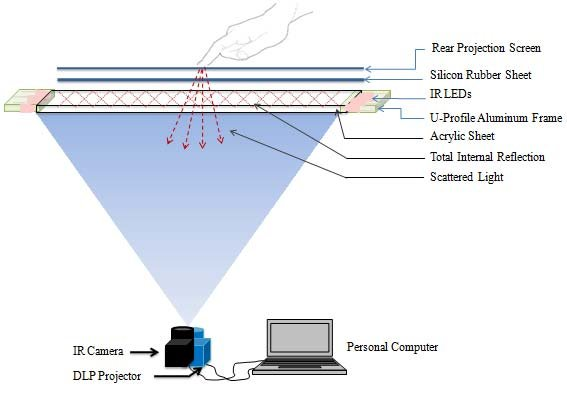 Rear Projection Screen
Silicon Rubber Sheet
IR LEDs
U-Profile Aluminum Frame
Acrylic Sheet
Total Internal Reflection
Scattered Light
IR Camera
DLP Projector
Personal Computer